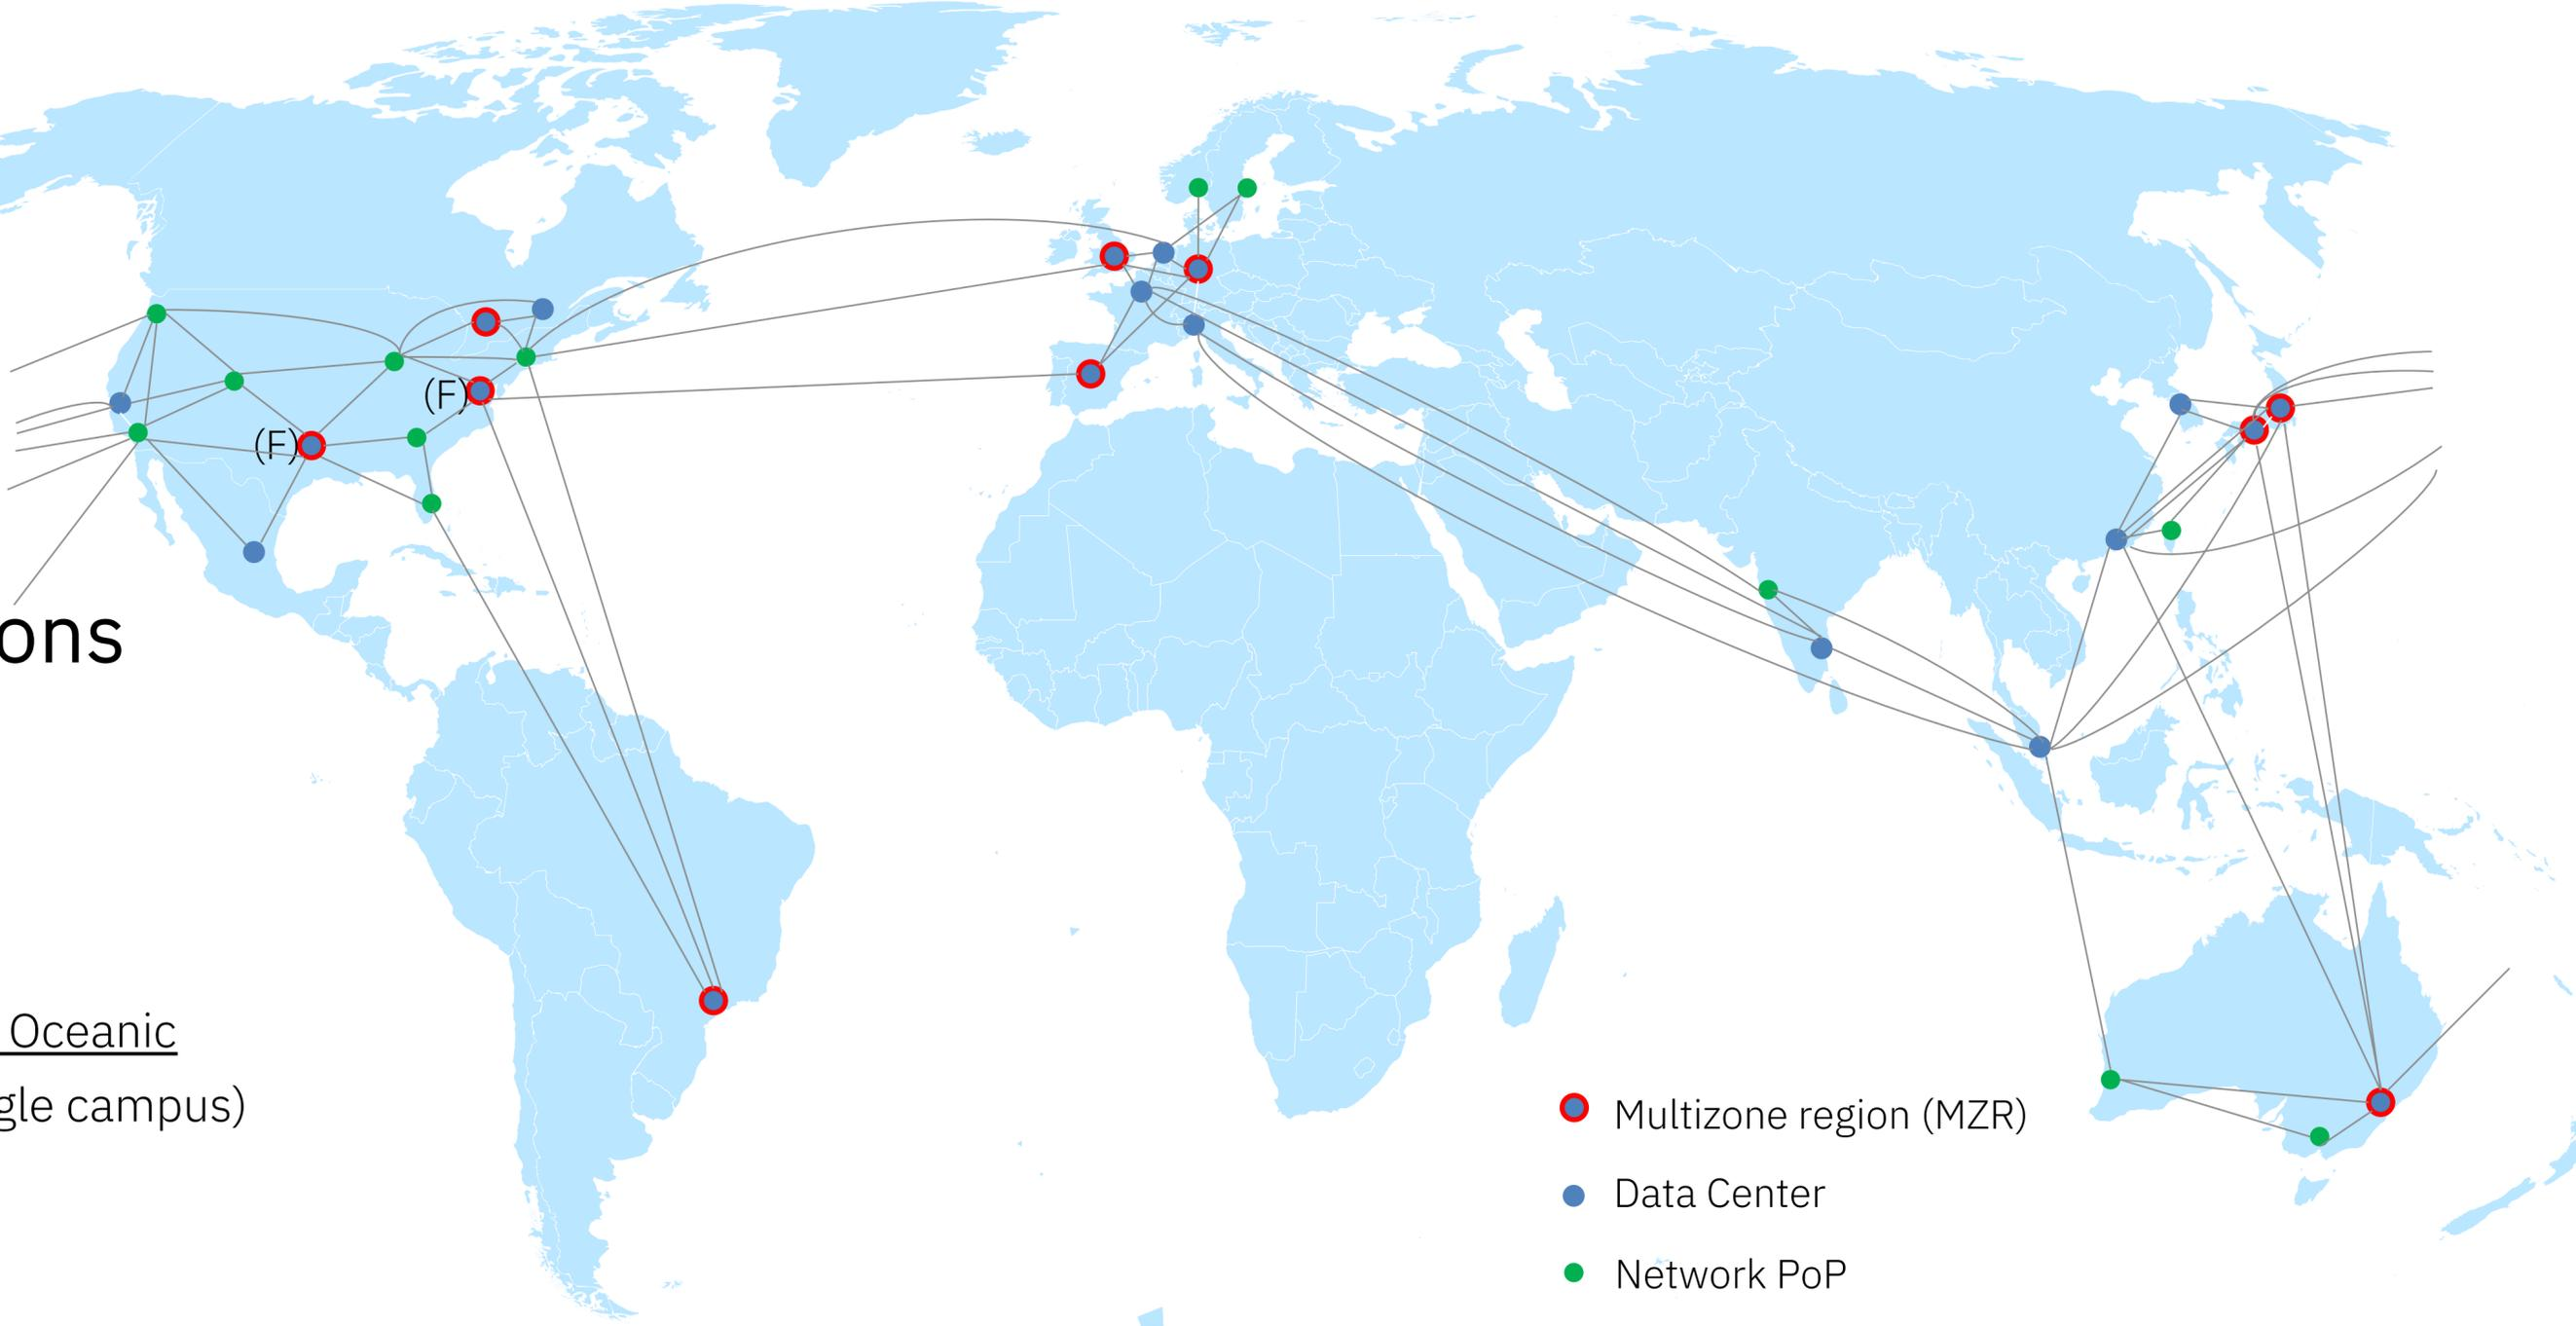 (F)
(F)
ons
Oceanic
gle campus)
Multizone region (MZR)
Data Center
Network PoP